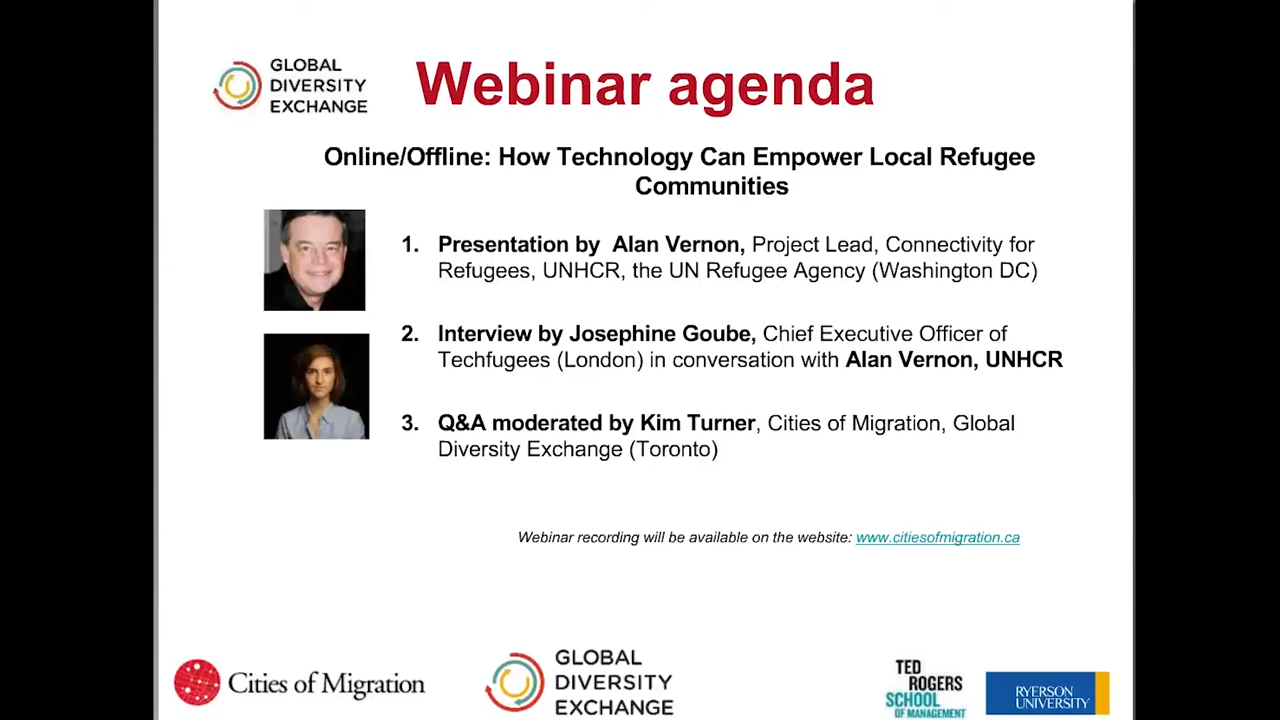 GLOBAL
DIVERSITY
EXCHANGE
Webinar agenda
Online/Offline: How Technology Can Empower Local Refugee
Communities
1. Presentation by Alan Vernon, Project Lead, Connectivity for
Refugees, UNHCR, the UN Refugee Agency (Washington DC)
2. Interview by Josephine Goube, Chief Executive Officer of
Techfugees (London) in conversation with Alan Vernon, UNHCR
3. Q&A moderated by Kim Turner, Cities of Migration, Global
Diversity Exchange (Toronto)
Webinar recording will be available on the website: www.citiesofmigration.ca
Cities of Migration
GLOBAL
DIVERSITY
EXCHANGE
TED
ROGERS
SCHOOL
OF MANAGEMENT
RYERSON
UNIVERSITY